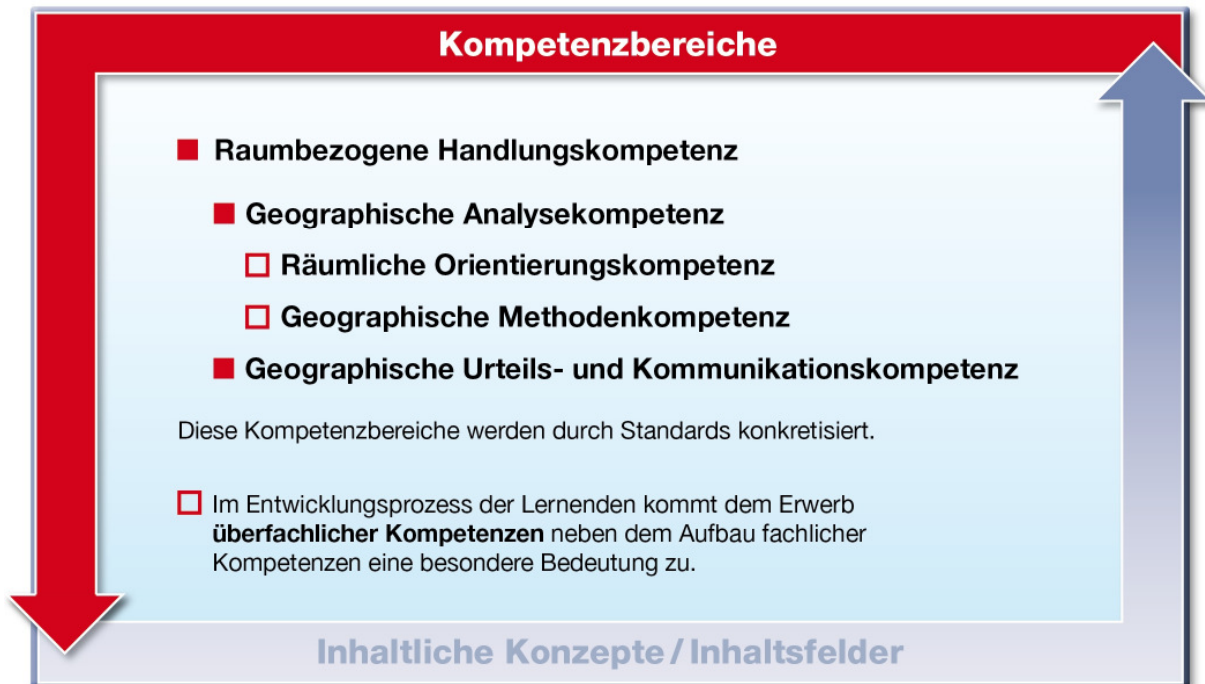 Kompetenzbereiche
Raumbezogene Handlungskompetenz
Geographische Analysekompetenz
Räumliche Orientierungskompetenz
Geographische Methodenkompetenz
Geographische Urteils- und Kommunikationskompetenz
Diese Kompetenzbereiche werden durch Standards konkretisiert.
Im Entwicklungsprozess der Lernenden kommt dem Erwerb
überfachlicher Kompetenzen neben dem Aufbau fachlicher
Kompetenzen eine besondere Bedeutung zu.
Inhaltliche Konzepte / Inhaltsfelder